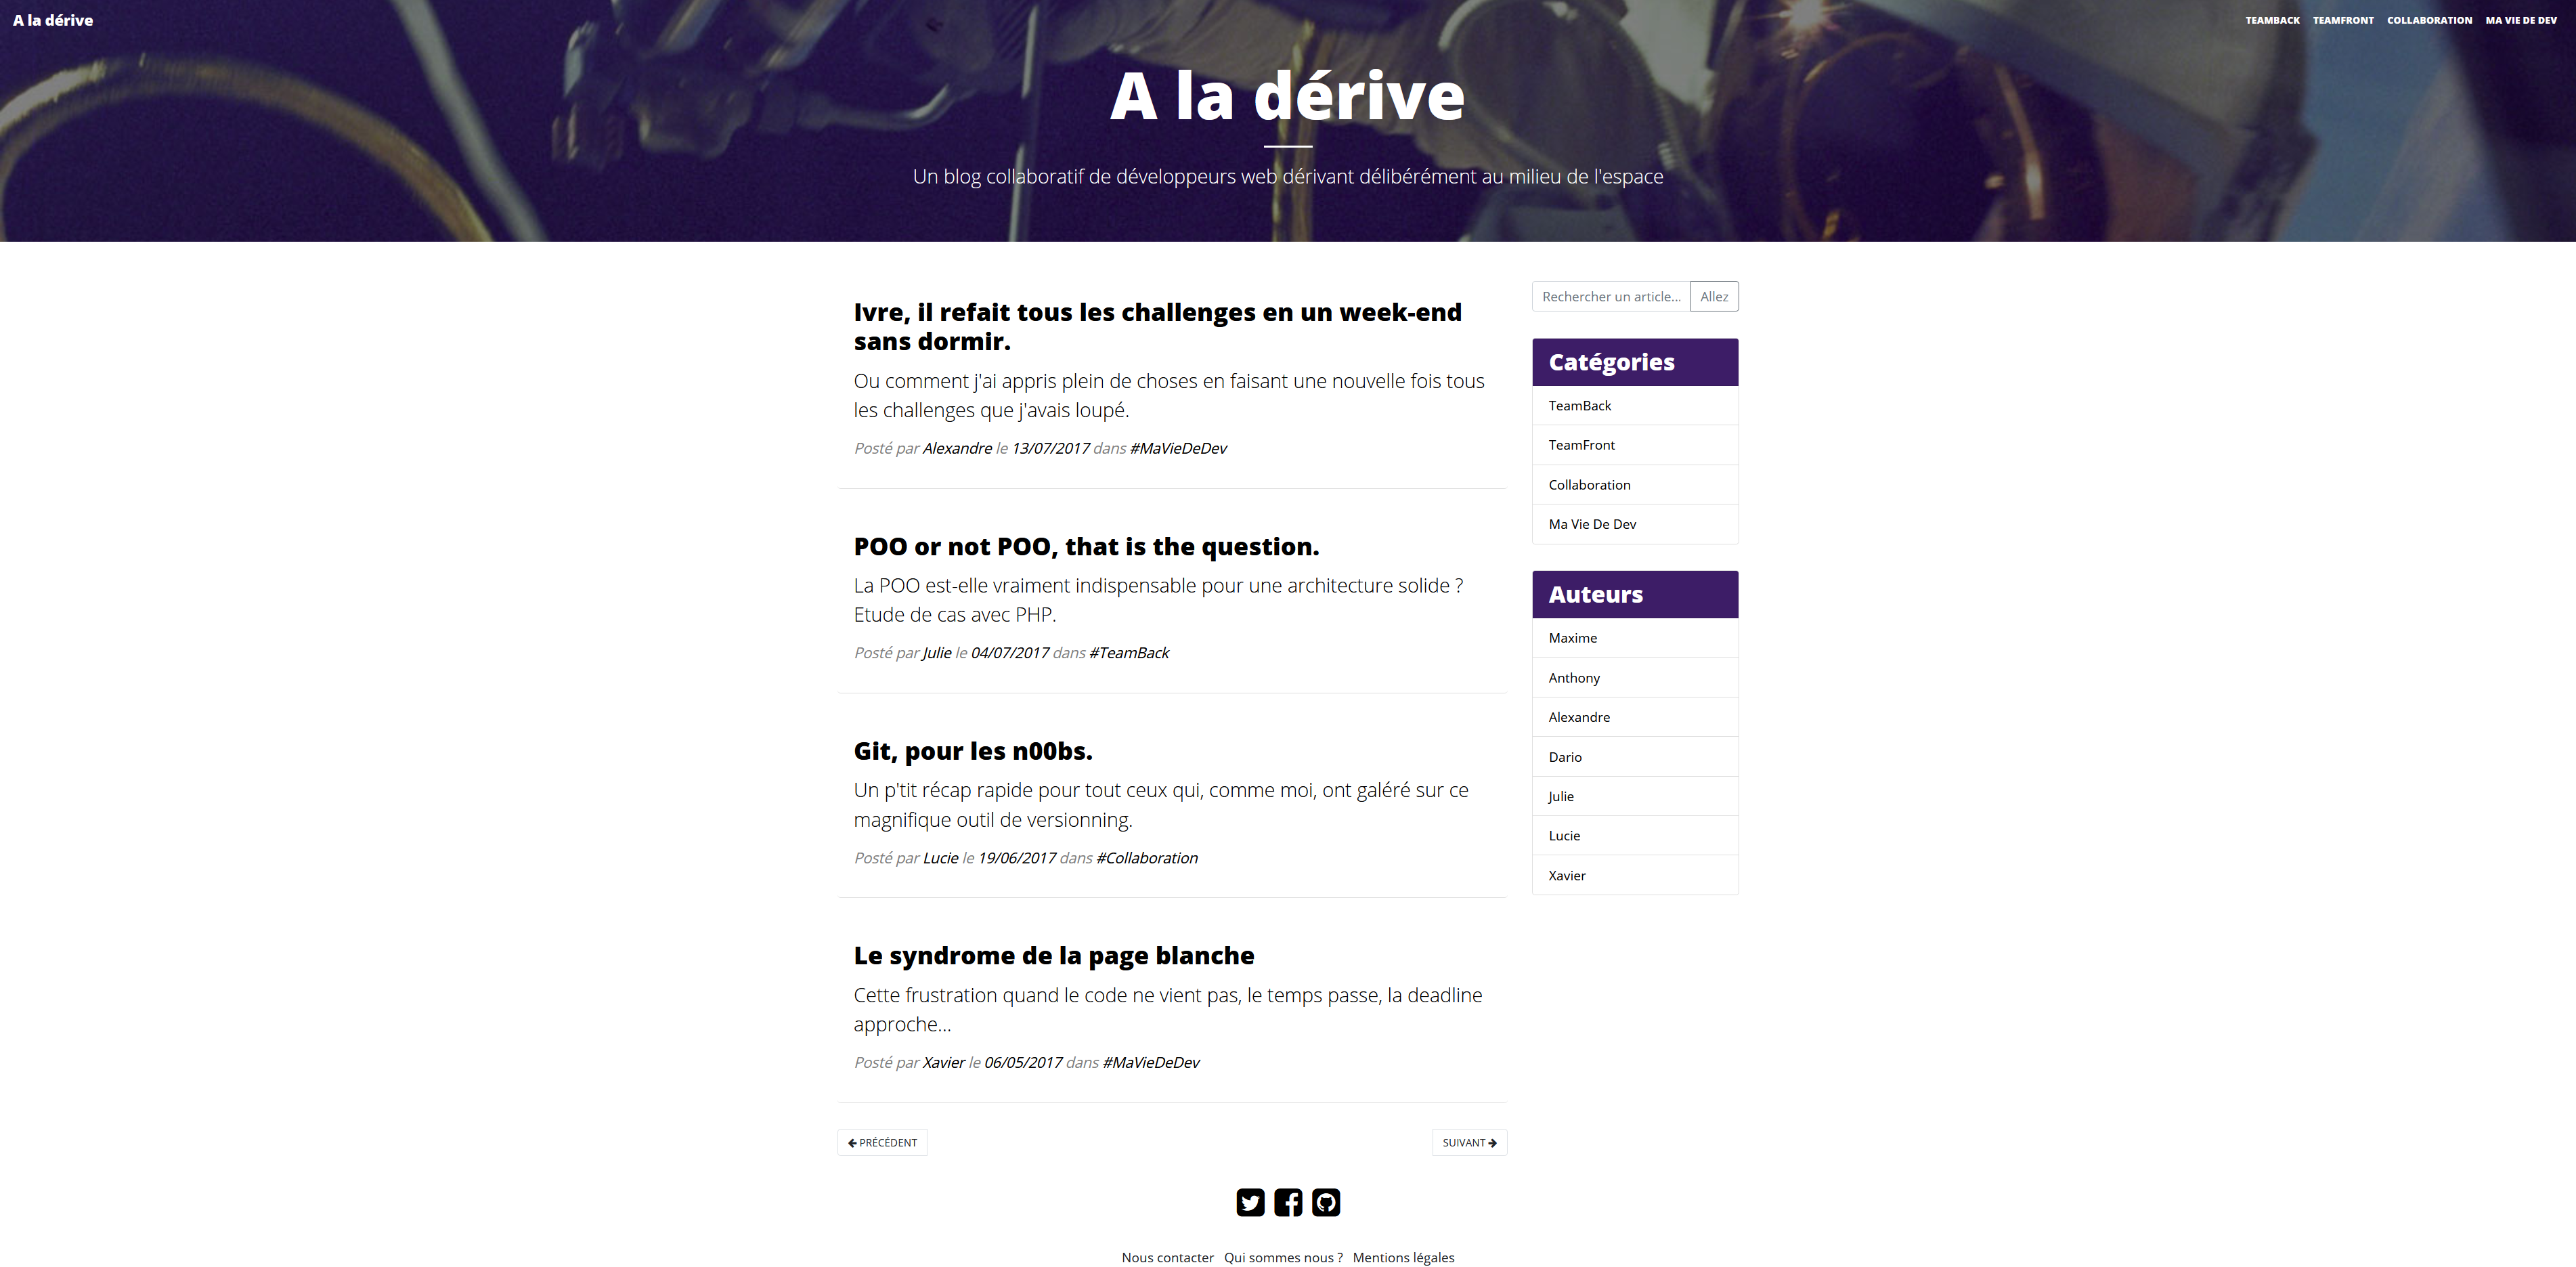 A la dérive
TEAMBACK TEAMFRONT COLLABORATION MA VIE DE DEV
A la dérive
Un blog collaboratif de développeurs web dérivant délibérément au milieu de l'espace
Ivre, il refait tous les challenges en un week-end
sans dormir.
Ou comment j'ai appris plein de choses en faisant une nouvelle fois tous
les challenges que j'avais loupé.
Posté par Alexandre le 13/07/2017 dans #MaVieDeDev
POO or not POO, that is the question.
La POO est-elle vraiment indispensable pour une architecture solide ?
Etude de cas avec PHP.
Posté par Julie le 04/07/2017 dans #TeamBack
Git, pour les n00bs.
Un p'tit récap rapide pour tout ceux qui, comme moi, ont galéré sur ce
magnifique outil de versionning.
Posté par Lucie le 19/06/2017 dans #Collaboration
Le syndrome de la page blanche
Cette frustration quand le code ne vient pas, le temps passe, la deadline
approche...
Posté par Xavier le 06/05/2017 dans #MaVieDeDev
PRÉCÉDENT
SUIVANT
Rechercher un article... Allez
Catégories
TeamBack
TeamFront
Collaboration
Ma Vie De Dev
Auteurs
Maxime
Anthony
Alexandre
Dario
Julie
Lucie
Xavier
Nous contacter Qui sommes nous ? Mentions légales